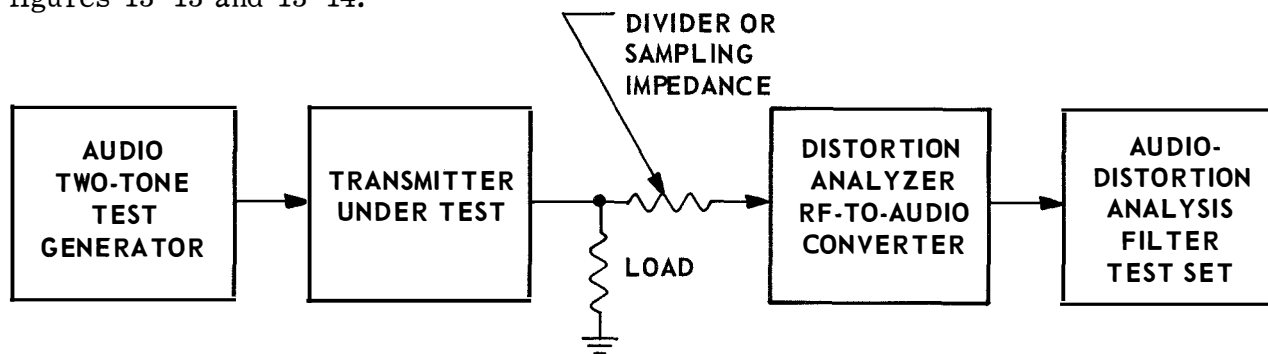 figures 13-13 and 13-14.
DIVIDER OR
SAMPLING
IMPEDANCE
AUDIO
TWO-TONE
TEST
GENERATOR
TRANSMITTER
UNDER TEST
LOAD
DISTORTION
ANALYZER
RF-TO-AUDIO
CONVERTER
AUDIO-
DISTORTION
ANALYSIS
FILTER
TEST SET